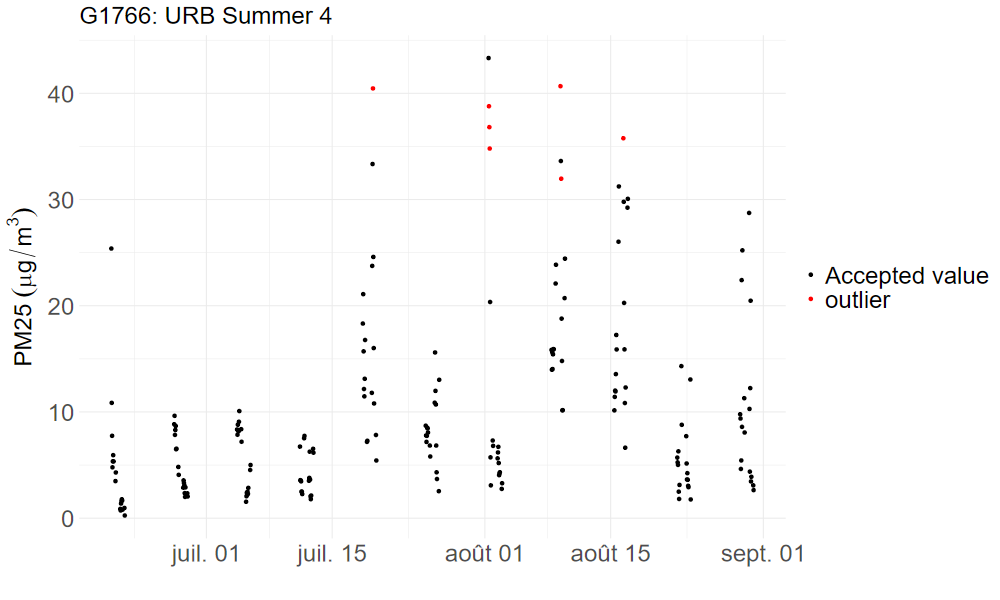 G1766: URB Summer 4
PM25 (μg/m³)
40
30
20
10
0
juil. 01
juil. 15
août 01
août 15
sept. 01
Accepted value
outlier